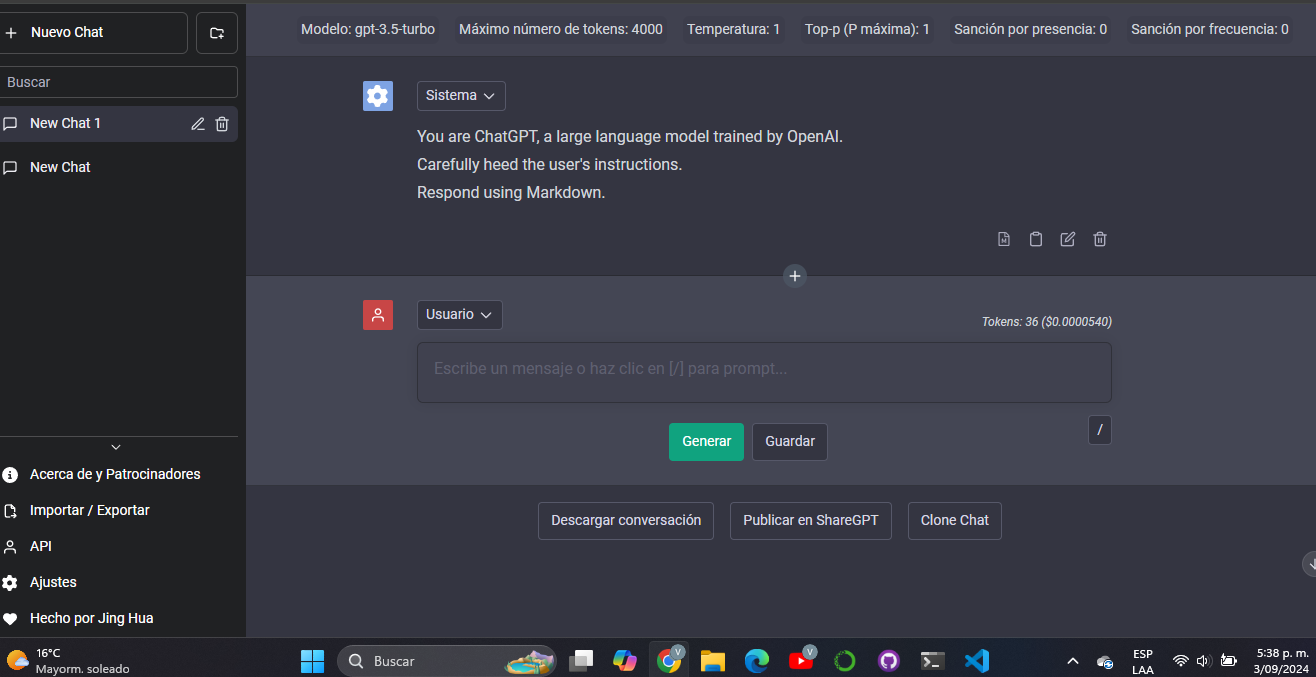 Nuevo Chat
Buscar
New Chat 1
New Chat
Acerca de y Patrocinadores
Importar / Exportar
API
Ajustes
Hecho por Jing Hua
Modelo: gpt-3.5-turbo Máximo número de tokens: 4000 Temperatura: 1 Top-p (P máxima): 1 Sanción por presencia: 0 Sanción por frecuencia: 0
Sistema
You are ChatGPT, a large language model trained by OpenAI.
Carefully heed the user's instructions.
Respond using Markdown.
Usuario
Tokens: 36 ($0.0000540)
Escribe un mensaje o haz clic en [/] para prompt...
/
Generar Guardar
Descargar conversación Publicar en ShareGPT Clone Chat
16°C
Mayorm. soleado
Buscar
ESP
LAA
5:38 p. m.
3/09/2024